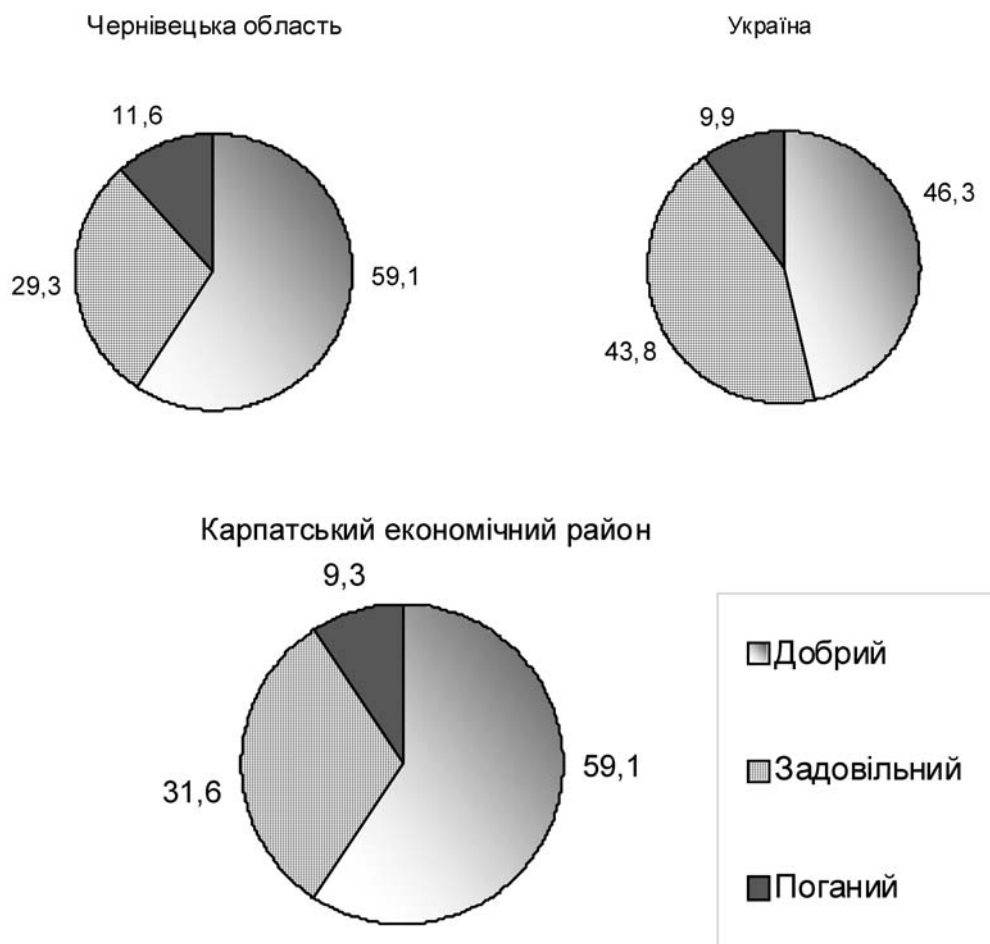 Чернівецька область
Україна
11,6
29,3
59,1
9,9
46,3
43,8
Карпатський економічний район
9,3
31,6
59,1
Добрий
Задовільний
Поганий